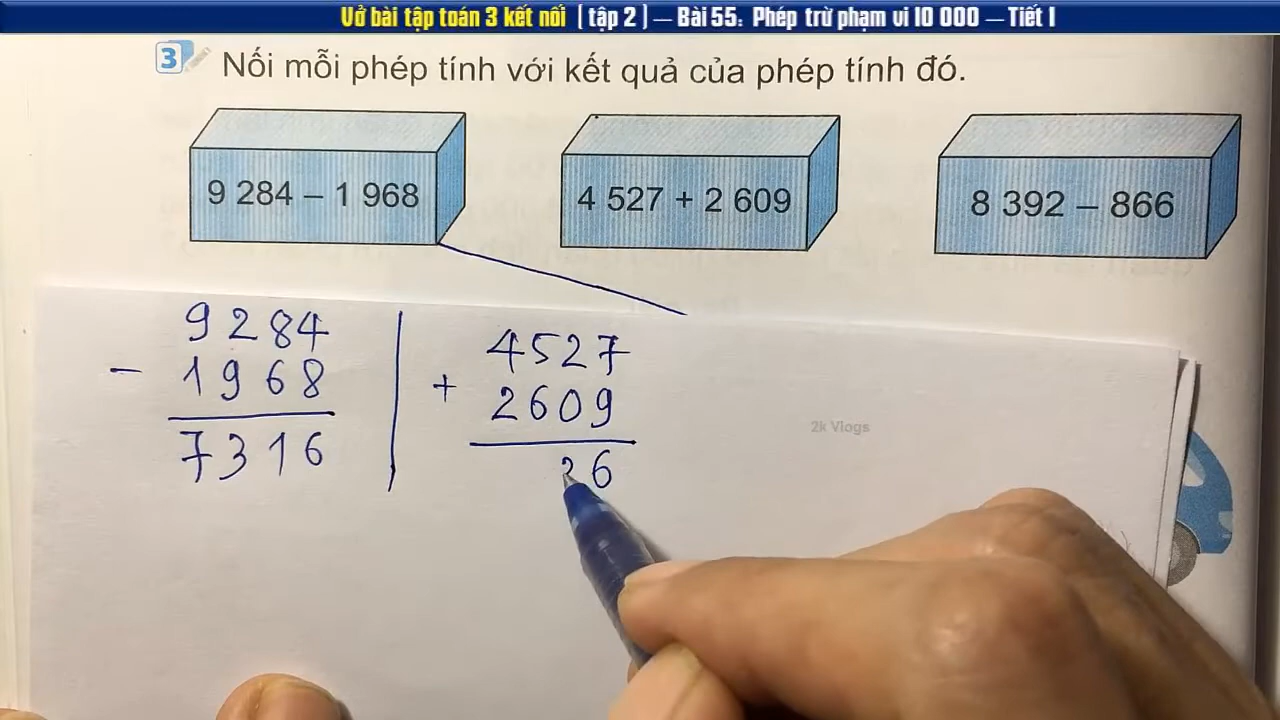 Vở bài tập toán 3 kết nối ( tập 2 ) – Bài 55: Phép trừ phạm vi 10 000 – Tiết 1
3 Nối mỗi phép tính với kết quả của phép tính đó.
9 284 – 1 968
4 527 + 2 609
8 392 – 866
9284
– 1968
7316
4527
+ 2609
36
2k Vlogs